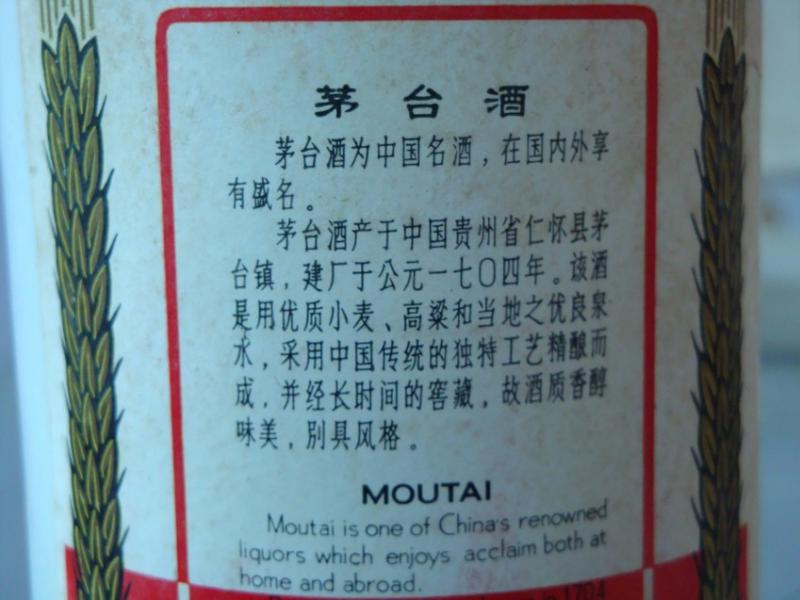 茅台酒
茅台酒为中国名酒，在国内外享
有盛名。
茅台酒产于中国贵州省仁怀县茅
台镇，建厂于公元一七〇四年。该酒
是用优质小麦、高粱和当地之优良泉
水，采用中国传统的独特工艺精酿而
成，并经长时间的窖藏，故酒质香醇
味美，别具风格。
MOUTAI
Moutai is one of China's renowned
liquors which enjoys acclaim both at
home and abroad.
1704